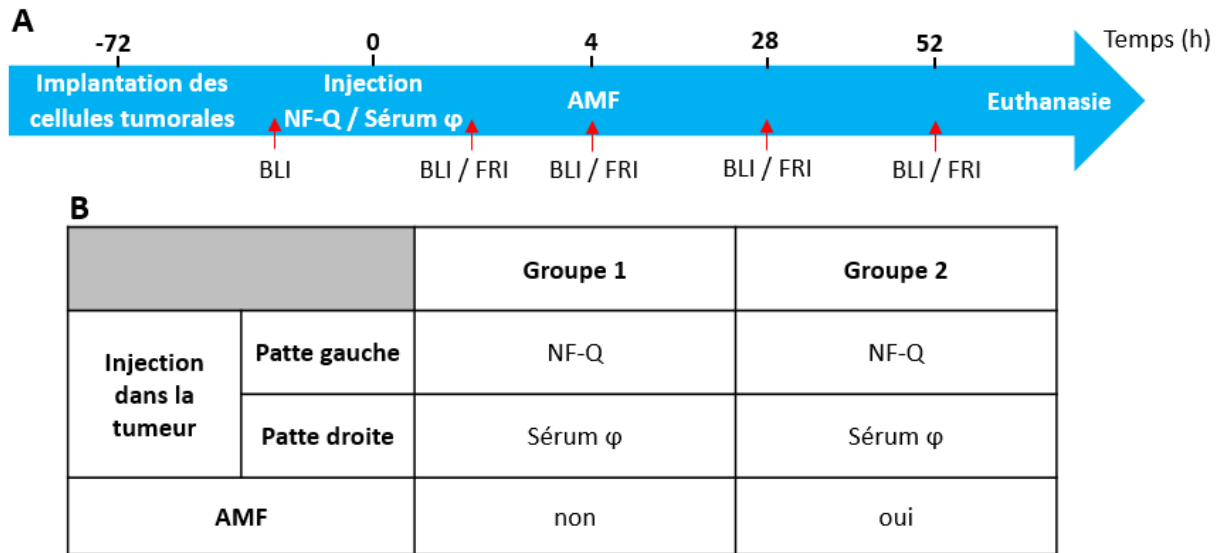 A
-72 0 4 28 52 Temps (h)
Implantation des Injection
cellules tumorales NF-Q / Sérum φ AMF Euthanasie
BLI BLI / FRI BLI / FRI BLI / FRI BLI / FRI
B
Groupe 1 Groupe 2
Injection dans la tumeur Patte gauche NF-Q NF-Q
Patte droite Sérum φ Sérum φ
AMF non oui